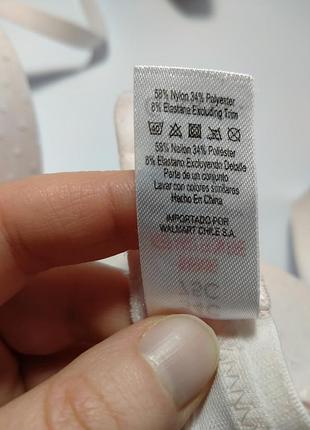 58% Nylon 34% Polyester
8% Elastane Excluding Trim
58% Nylon 34% Poliéster
8% Elastano Excluyendo Detalle
Parte de un conjunto
Lavar con colores similares
Hecho En China
IMPORTADO POR
WALMART CHILE S.A.